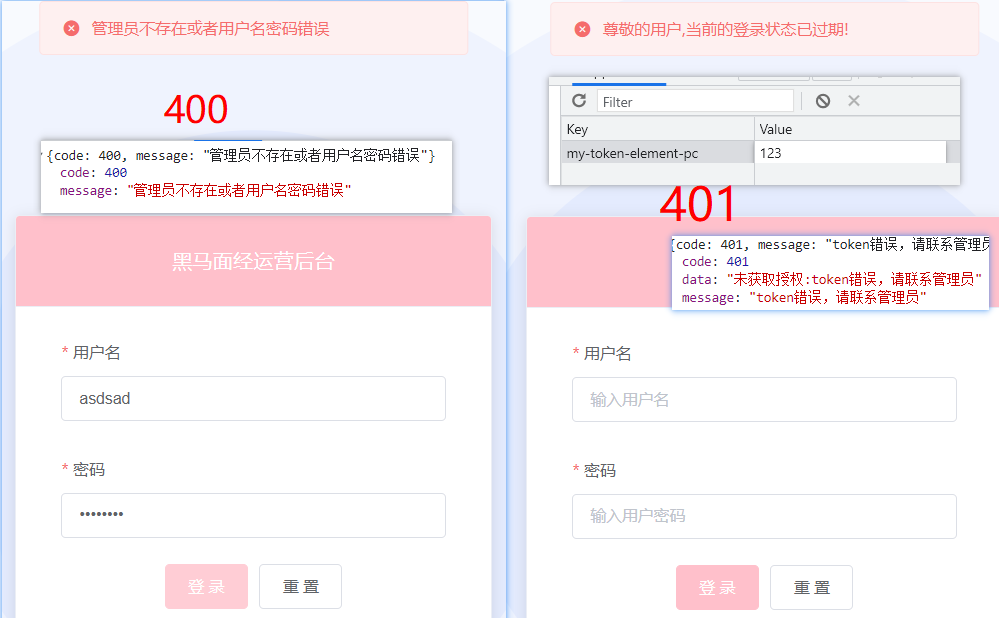 管理员不存在或者用户名密码错误
400
{code: 400, message: "管理员不存在或者用户名密码错误"}
code: 400
message: "管理员不存在或者用户名密码错误"
黑马面经运营后台
* 用户名
asdsad
* 密码
••••••••
登 录
重 置
尊敬的用户,当前的登录状态已过期!
Filter
Key
Value
my-token-element-pc
123
401
{code: 401, message: "token错误，请联系管理员
code: 401
data: "未获取授权:token错误，请联系管理员"
message: "token错误，请联系管理员"
* 用户名
输入用户名
* 密码
输入用户密码
登 录
重 置